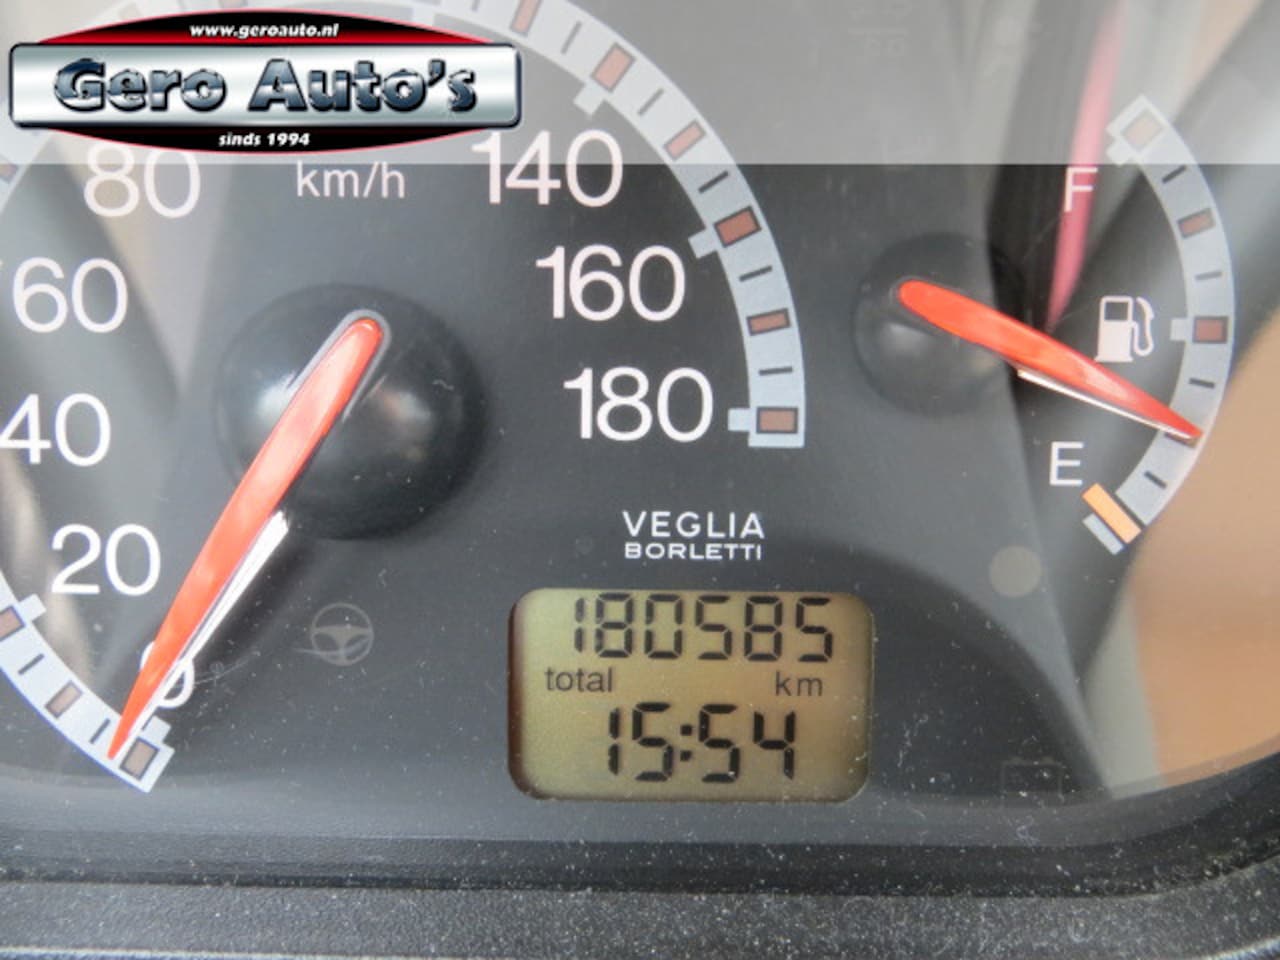 www.geroauto.nl
Gero Auto's
sinds 1994
80 km/h 140
60 160
40 180
20
0
F
E
VEGLIA
BORLETTI
180585
total km
15:54